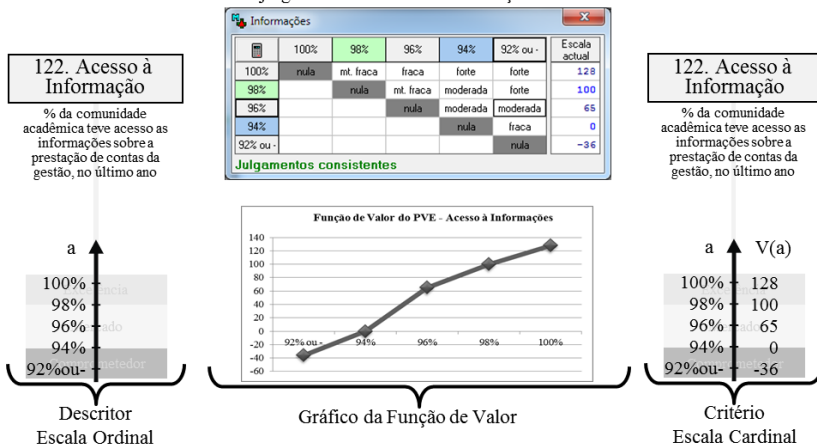 Informações
100% 98% 96% 94% 92% ou - Escala actual
100% nula mt. fraca fraca forte forte 128
98% nula mt. fraca moderada forte 100
96% nula moderada moderada 65
94% nula fraca 0
92% ou - nula -36
Julgamentos consistentes
122. Acesso à
Informação
% da comunidade
acadêmica teve acesso as
informações sobre a
prestação de contas da
gestão, no último ano
a
100%
98%
96%
94%
92%ou-
Descritor
Escala Ordinal
Função de Valor do PVE - Acesso à Informações
140
120
100
80
60
40
20
0
-20
-40
-60
92% ou - 94% 96% 98% 100%
Gráfico da Função de Valor
122. Acesso à
Informação
% da comunidade
acadêmica teve acesso as
informações sobre a
prestação de contas da
gestão, no último ano
a V(a)
100% 128
98% 100
96% 65
94% 0
92%ou- -36
Critério
Escala Cardinal